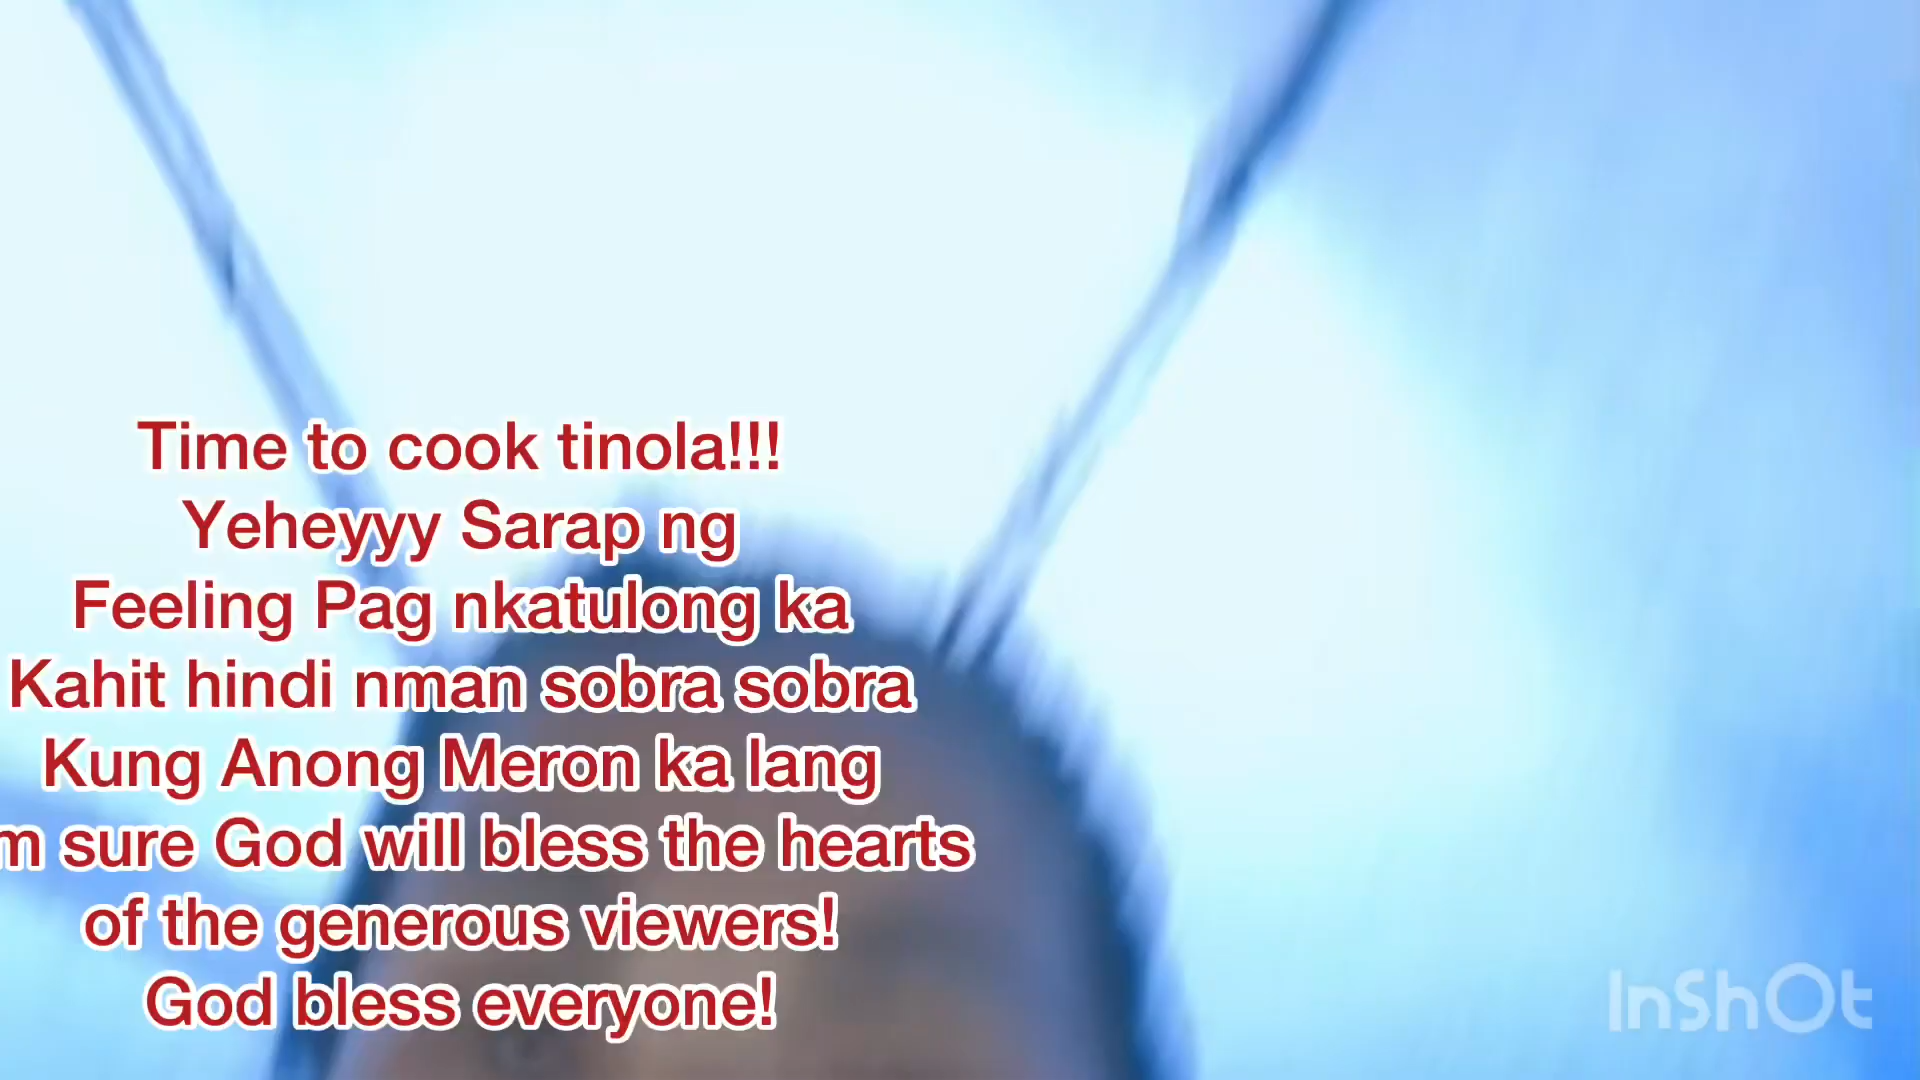 Time to cook tinola!!!
Yeheyyy Sarap ng
Feeling Pag nkatulong ka
Kahit hindi nman sobra sobra
Kung Anong Meron ka lang
m sure God will bless the hearts
of the generous viewers!
God bless everyone!
InShOt